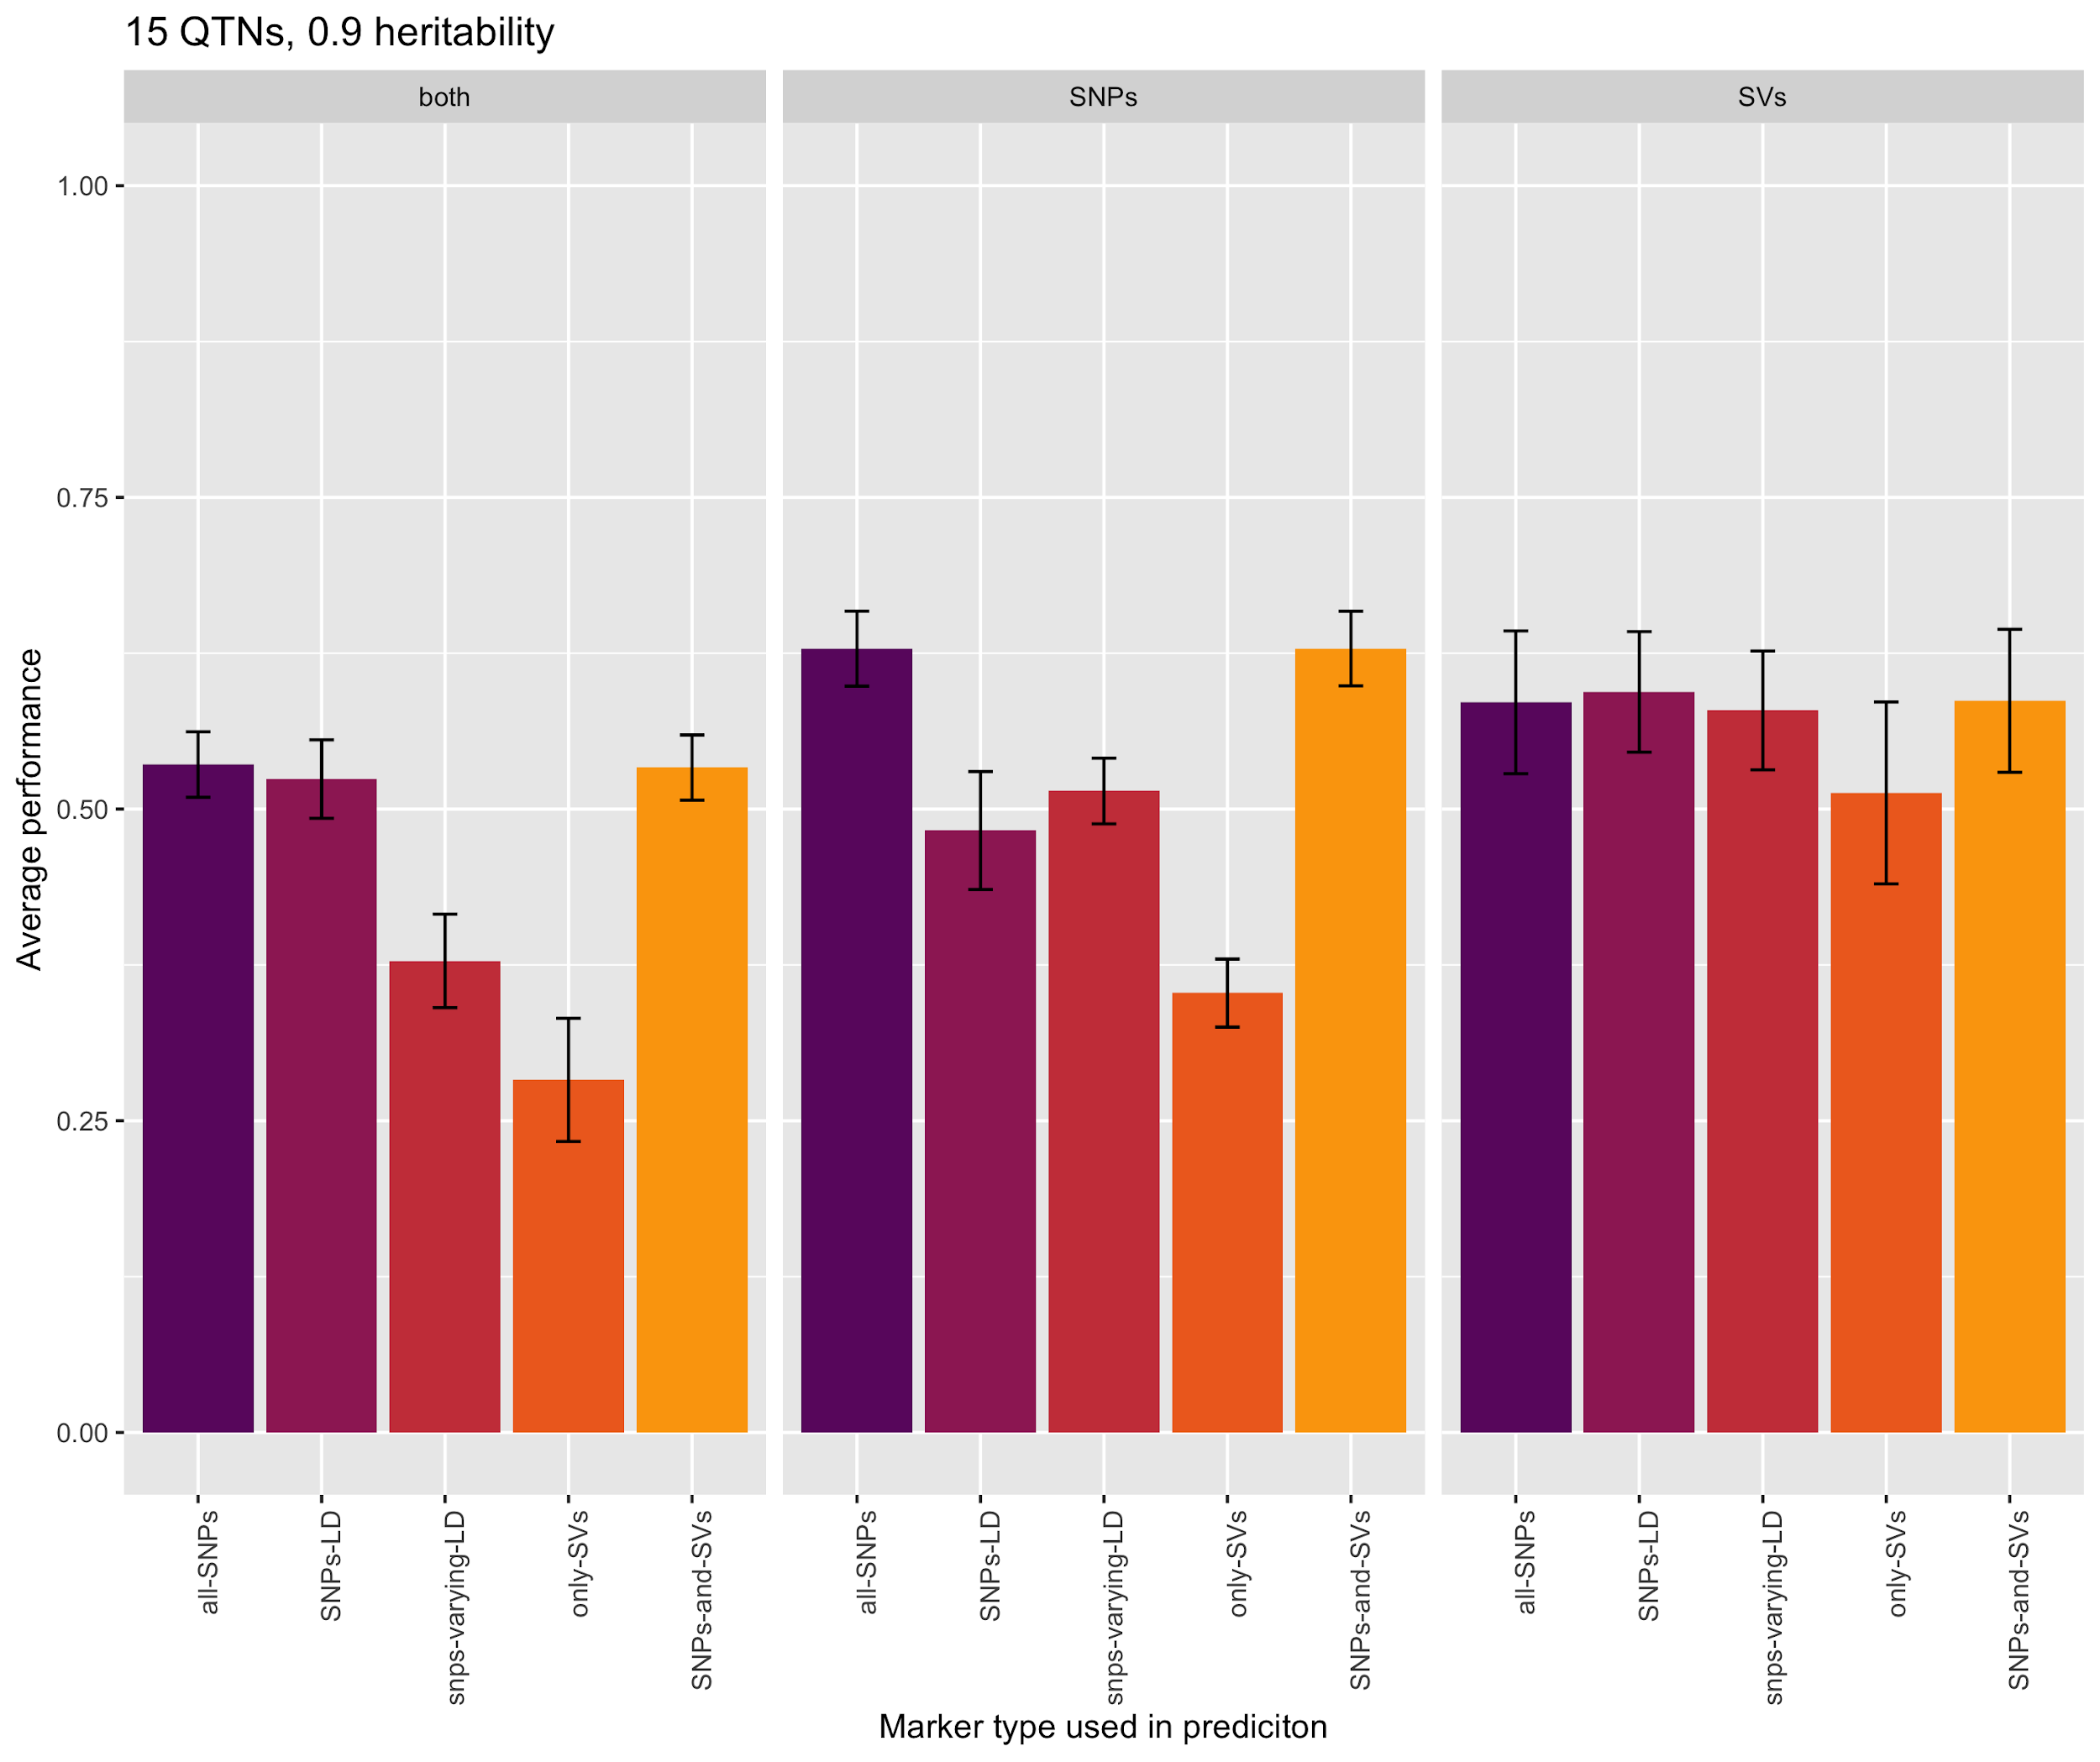 15 QTNs, 0.9 heritability
both
SNPs
SVs
Average performance
1.00
0.75
0.50
0.25
0.00
all-SNPs
SNPs-LD
snps-varying-LD
only-SVs
SNPs-and-SVs
all-SNPs
SNPs-LD
snps-varying-LD
only-SVs
SNPs-and-SVs
all-SNPs
SNPs-LD
snps-varying-LD
only-SVs
SNPs-and-SVs
Marker type used in prediciton